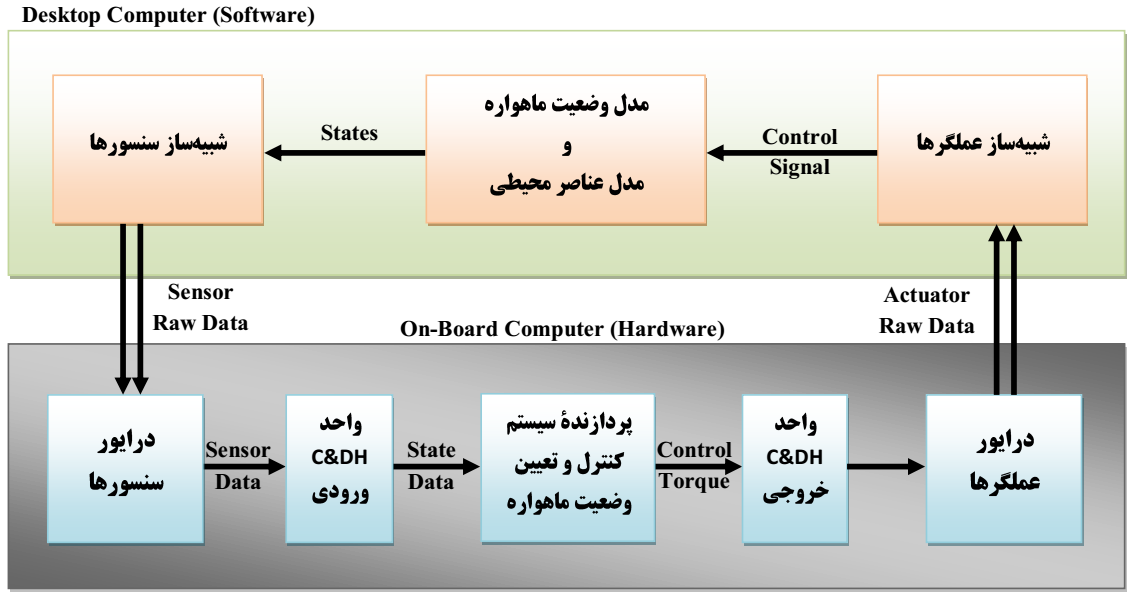 Desktop Computer (Software)
شبیه‌ساز سنسورها
States
مدل وضعیت ماهواره
و
مدل عناصر محیطی
Control
Signal
شبیه‌ساز عملگرها
Sensor
Raw Data
Actuator
Raw Data
On-Board Computer (Hardware)
درایور
سنسورها
Sensor
Data
واحد
C&DH
ورودی
State
Data
پردازندهٔ سیستم
کنترل و تعیین
وضعیت ماهواره
Control
Torque
واحد
C&DH
خروجی
درایور
عملگرها